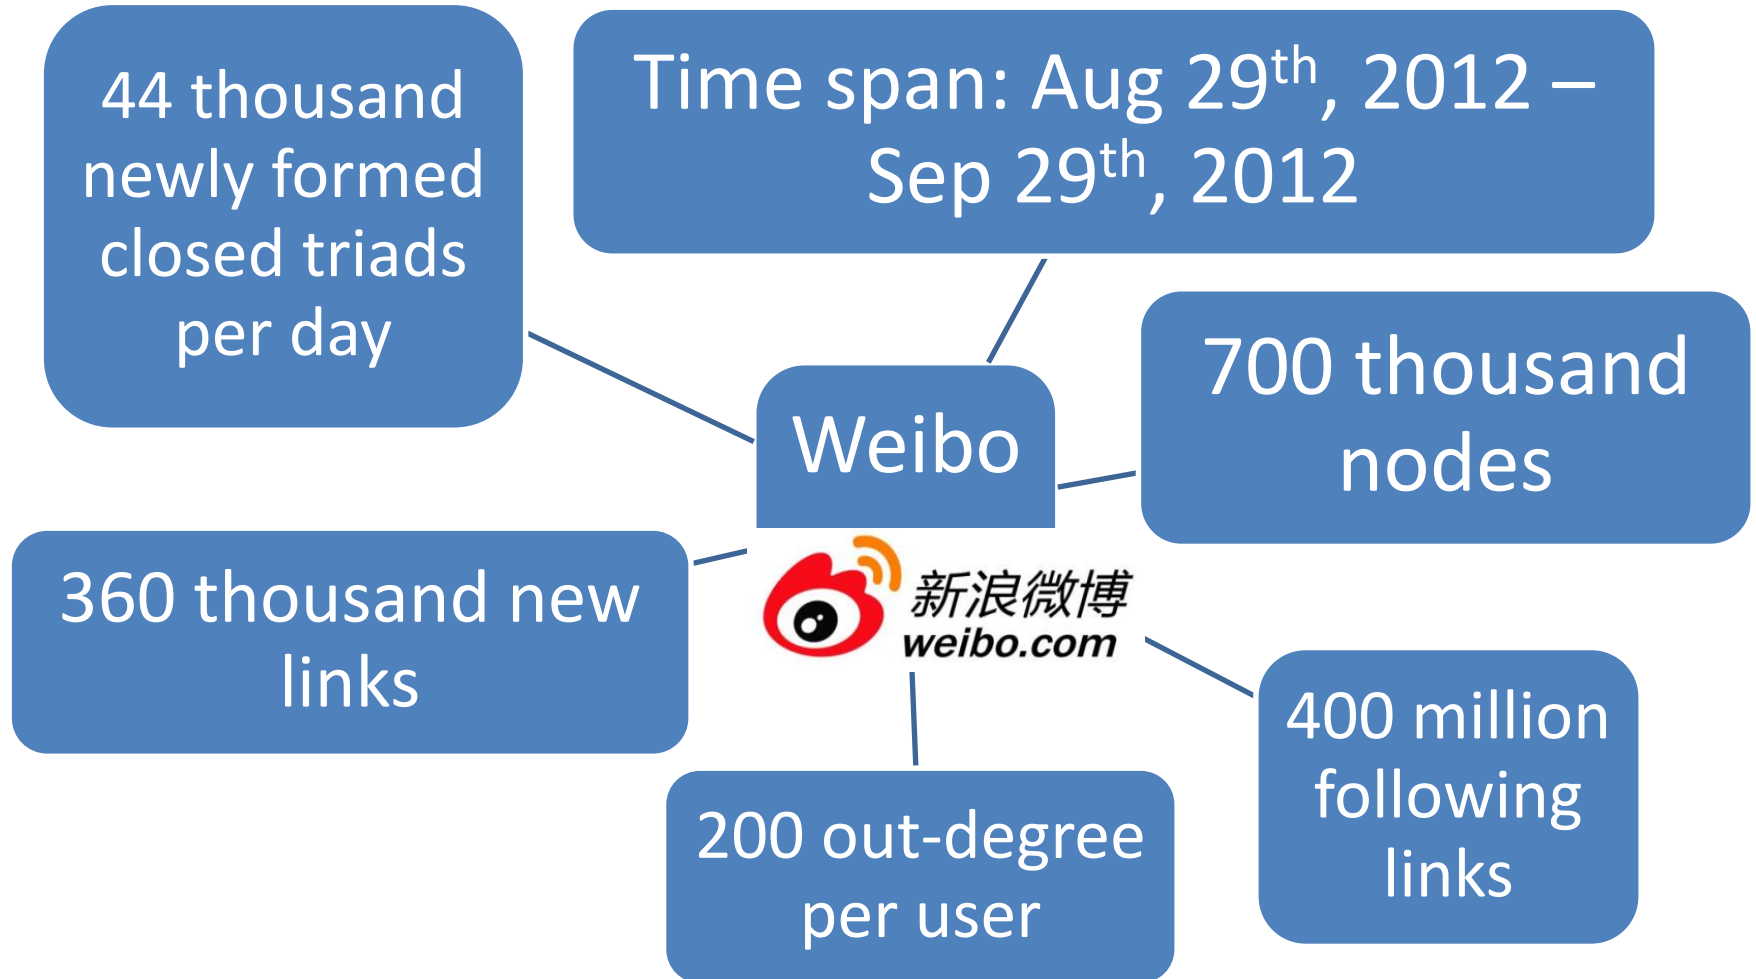 44 thousand
newly formed
closed triads
per day
Time span: Aug 29th, 2012 –
Sep 29th, 2012
700 thousand
nodes
Weibo
新浪微博
weibo.com
360 thousand new
links
400 million
following
links
200 out-degree
per user